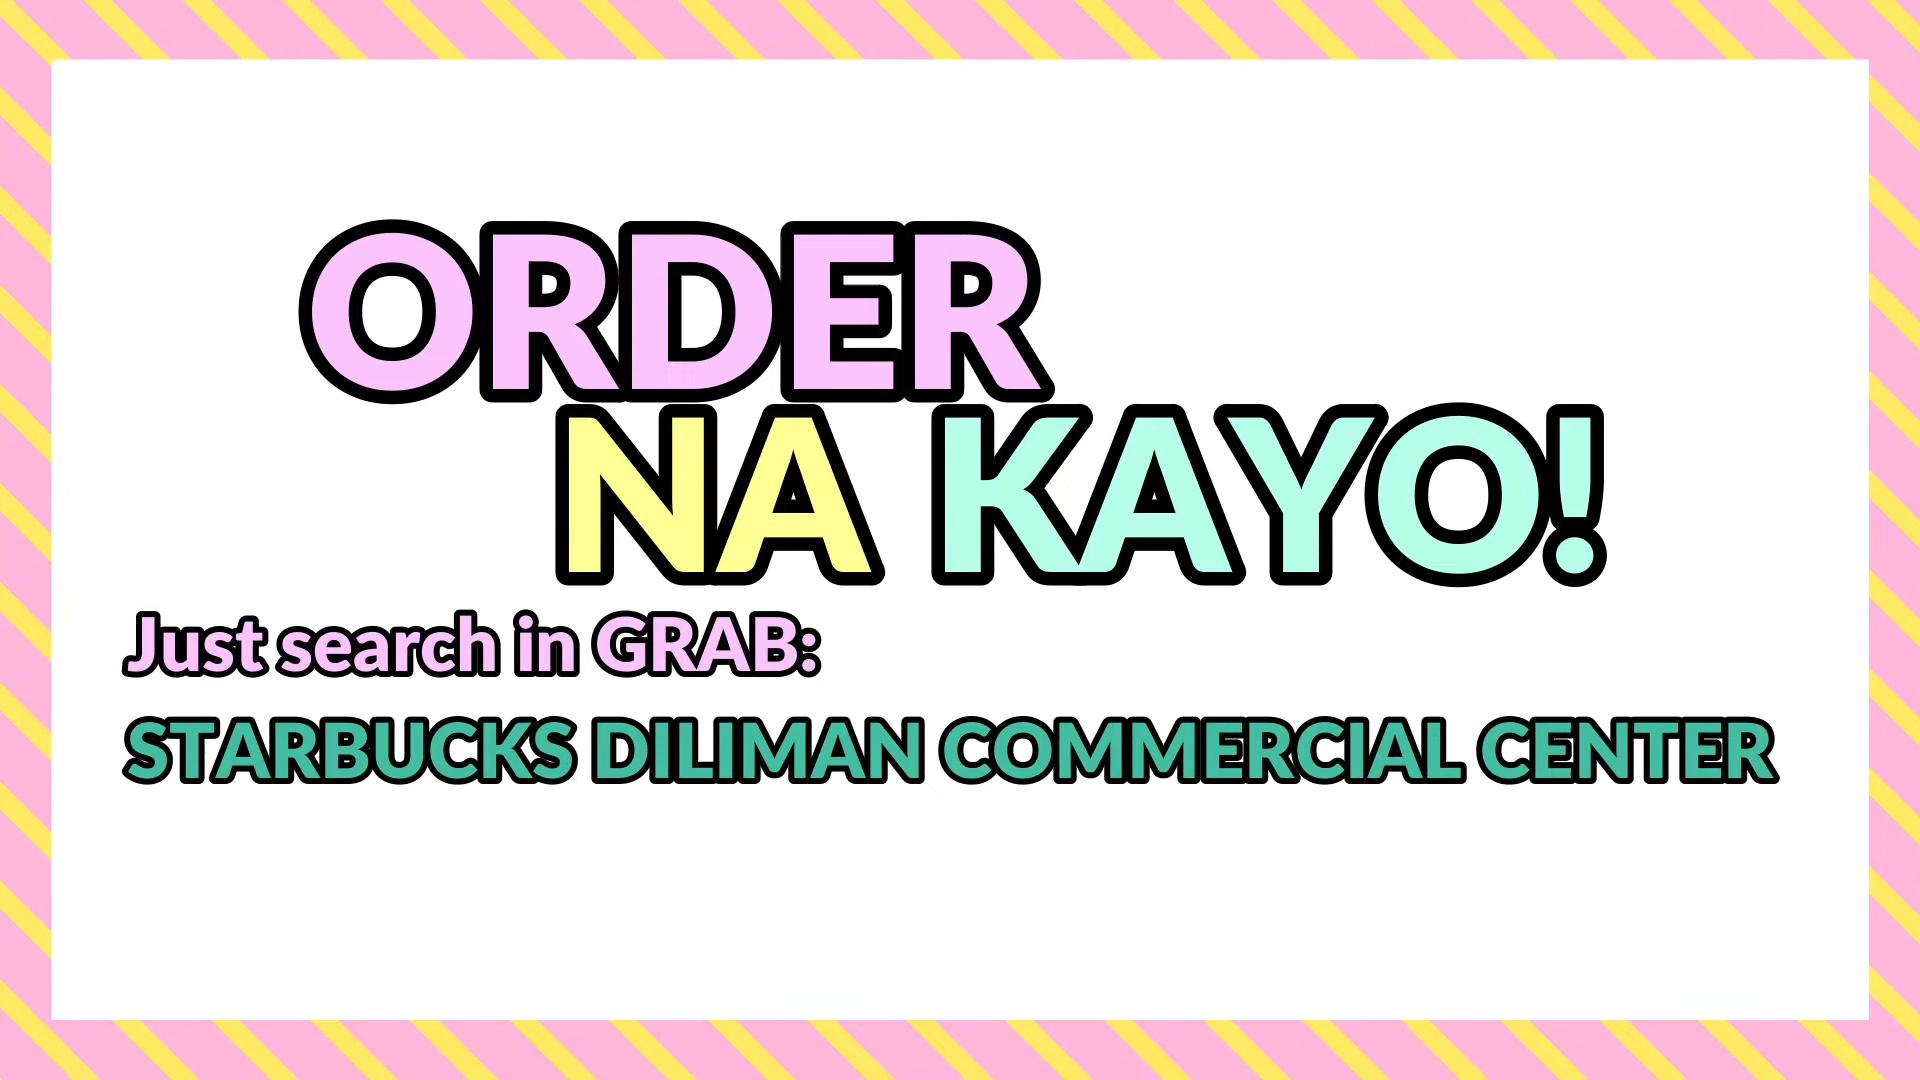 ORDER
NA KAYO!
Just search in GRAB:
STARBUCKS DILIMAN COMMERCIAL CENTER